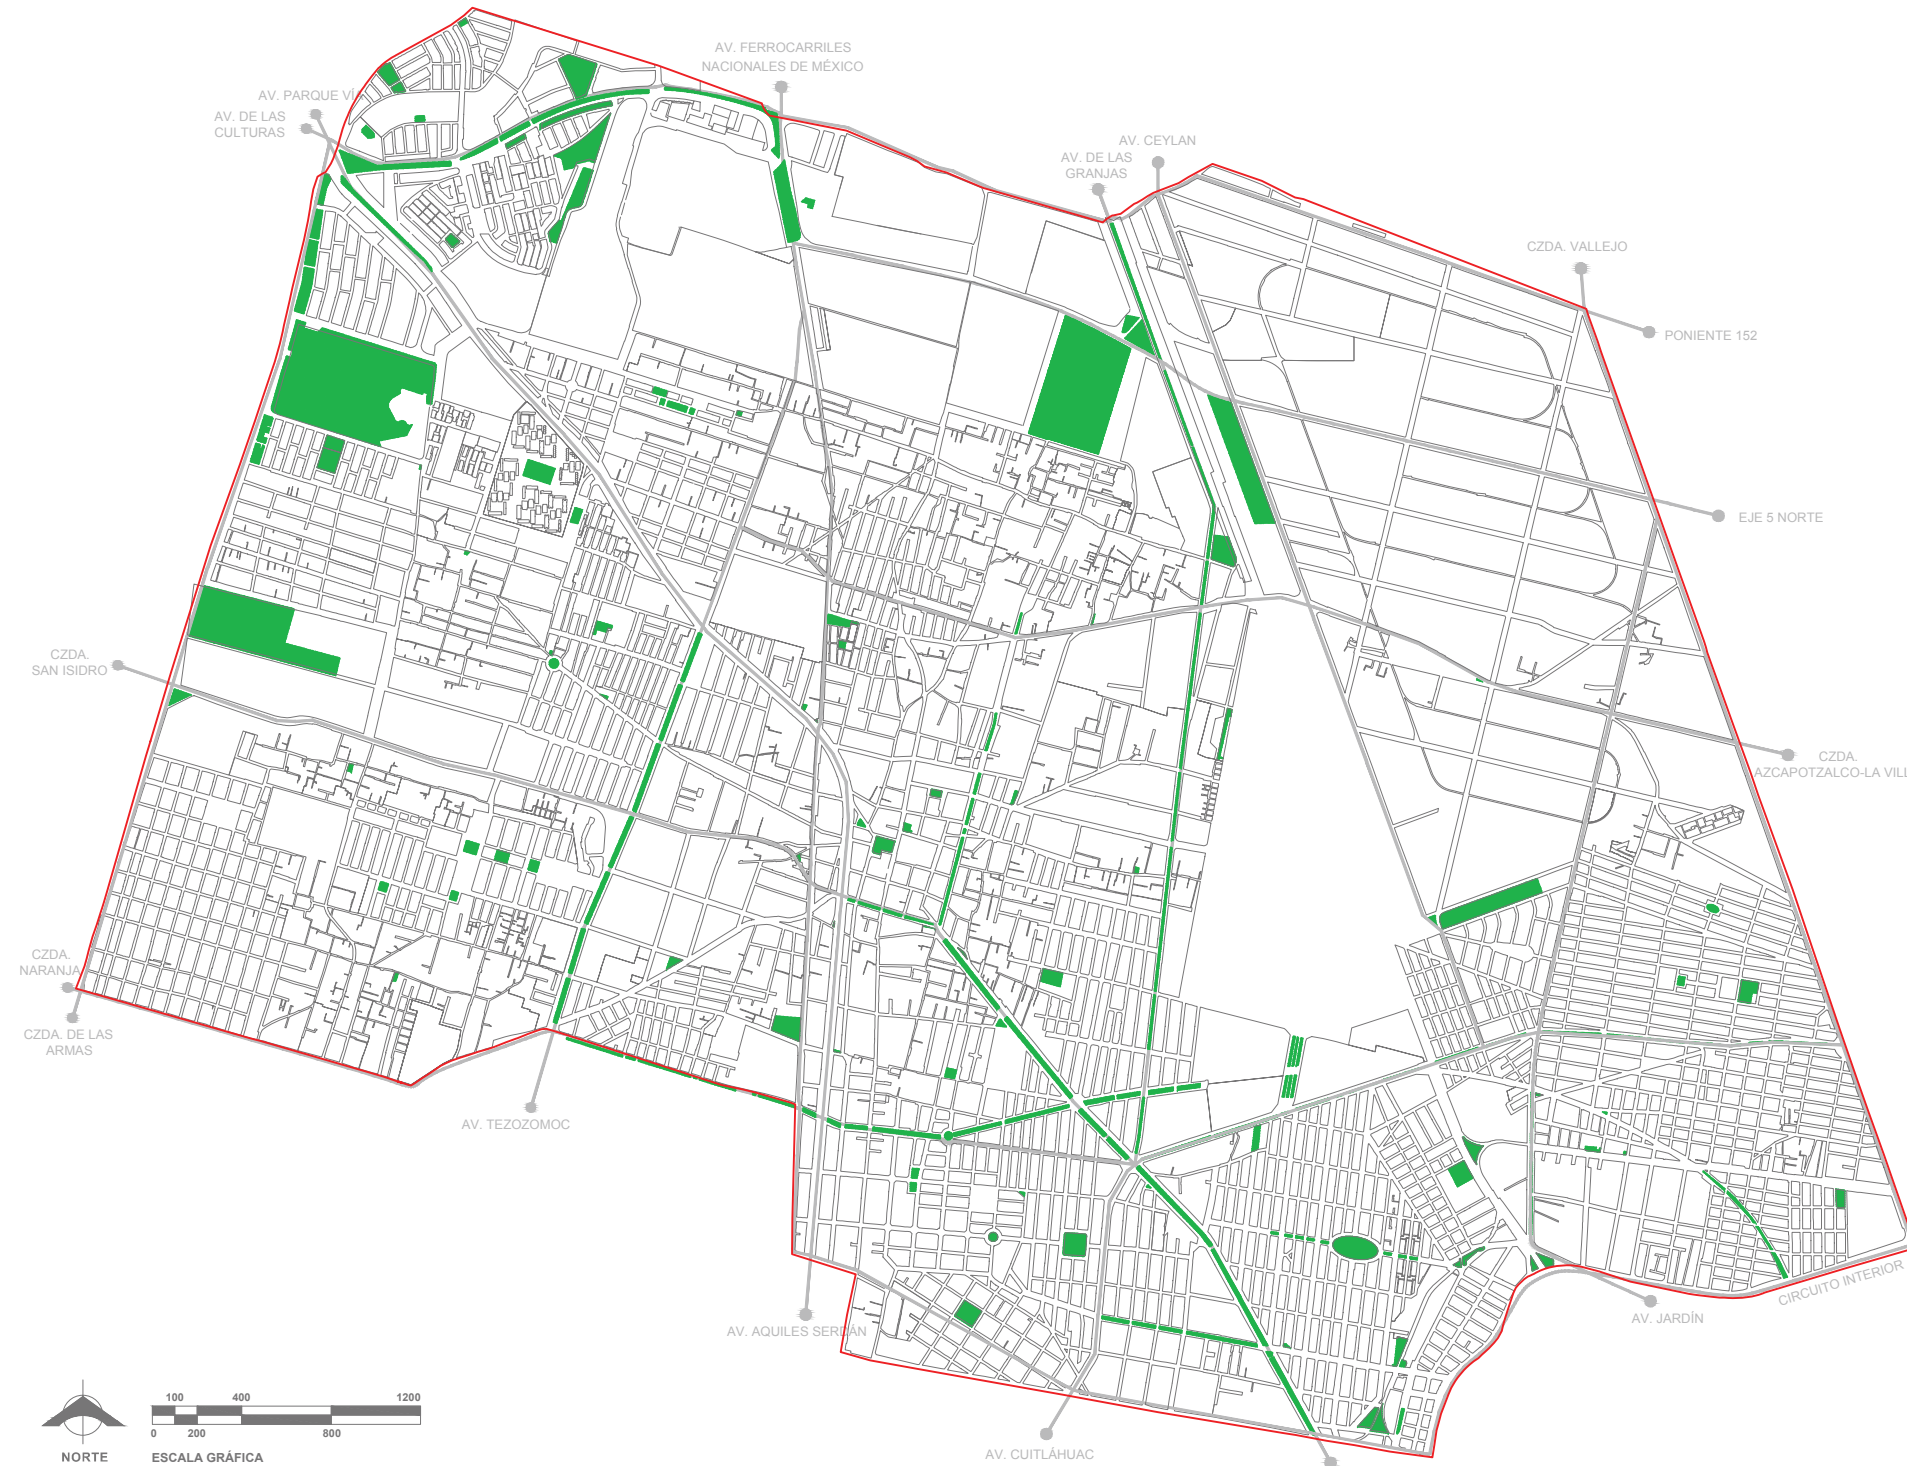 AV. FERROCARRILES
NACIONALES DE MÉXICO
AV. PARQUE VÍA
AV. DE LAS
CULTURAS
AV. CEYLAN
AV. DE LAS
GRANJAS
CZDA. VALLEJO
PONIENTE 152
EJE 5 NORTE
CZDA.
SAN ISIDRO
CZDA.
AZCAPOTZALCO-LA VILL
CZDA.
NARANJA
CZDA. DE LAS
ARMAS
AV. TEZOZOMOC
CIRCUITO INTERIOR
AV. JARDÍN
AV. AQUILES SERDÁN
AV. CUITLÁHUAC
100 400 1200
0 200 800
NORTE
ESCALA GRÁFICA